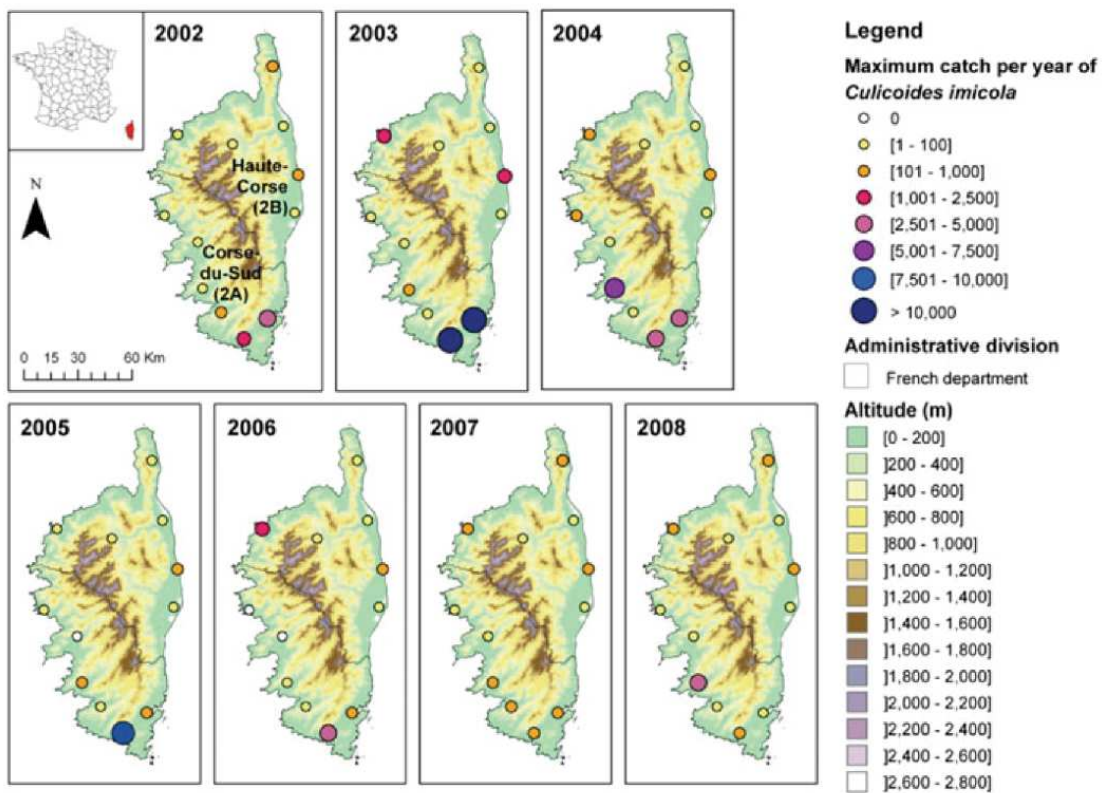 2002
2003
2004
N
Haute-
Corse
(2B)
Corse-
du-Sud
(2A)
0 15 30 60 Km
2005
2006
2007
2008
Legend
Maximum catch per year of
Culicoides imicola
0
[1 - 100]
[101 - 1,000]
[1,001 - 2,500]
[2,501 - 5,000]
[5,001 - 7,500]
[7,501 - 10,000]
> 10,000
Administrative division
French department
Altitude (m)
[0 - 200]
]200 - 400]
]400 - 600]
]600 - 800]
]800 - 1,000]
]1,000 - 1,200]
]1,200 - 1,400]
]1,400 - 1,600]
]1,600 - 1,800]
]1,800 - 2,000]
]2,000 - 2,200]
]2,200 - 2,400]
]2,400 - 2,600]
]2,600 - 2,800]